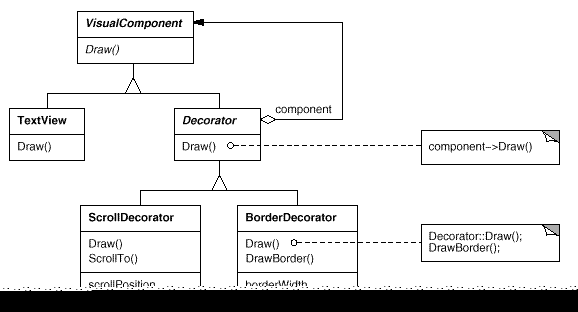 VisualComponent
Draw()
component
TextView
Draw()
Decorator
Draw()
component->Draw()
ScrollDecorator
Draw()
ScrollTo()
scrollPosition
BorderDecorator
Draw()
DrawBorder()
borderWidth
Decorator::Draw();
DrawBorder();